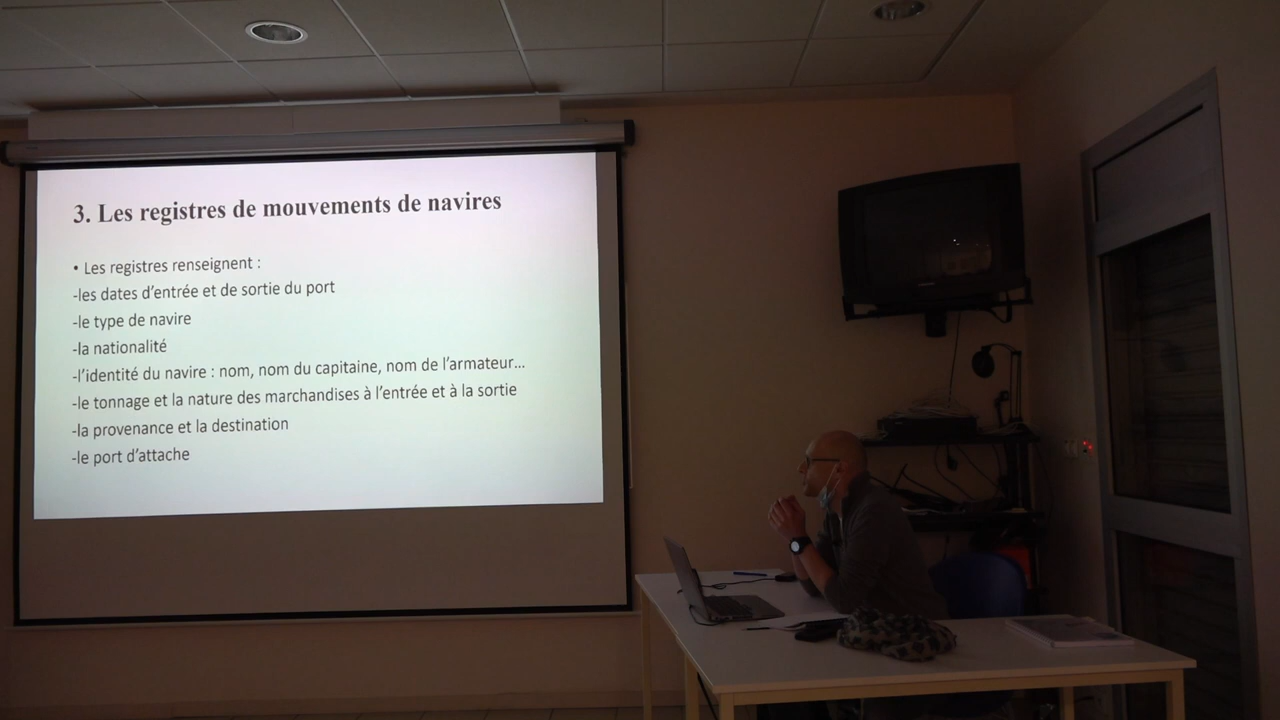 3. Les registres de mouvements de navires
• Les registres renseignent :
-les dates d’entrée et de sortie du port
-le type de navire
-la nationalité
-l’identité du navire : nom, nom du capitaine, nom de l’armateur…
-le tonnage et la nature des marchandises à l’entrée et à la sortie
-la provenance et la destination
-le port d’attache